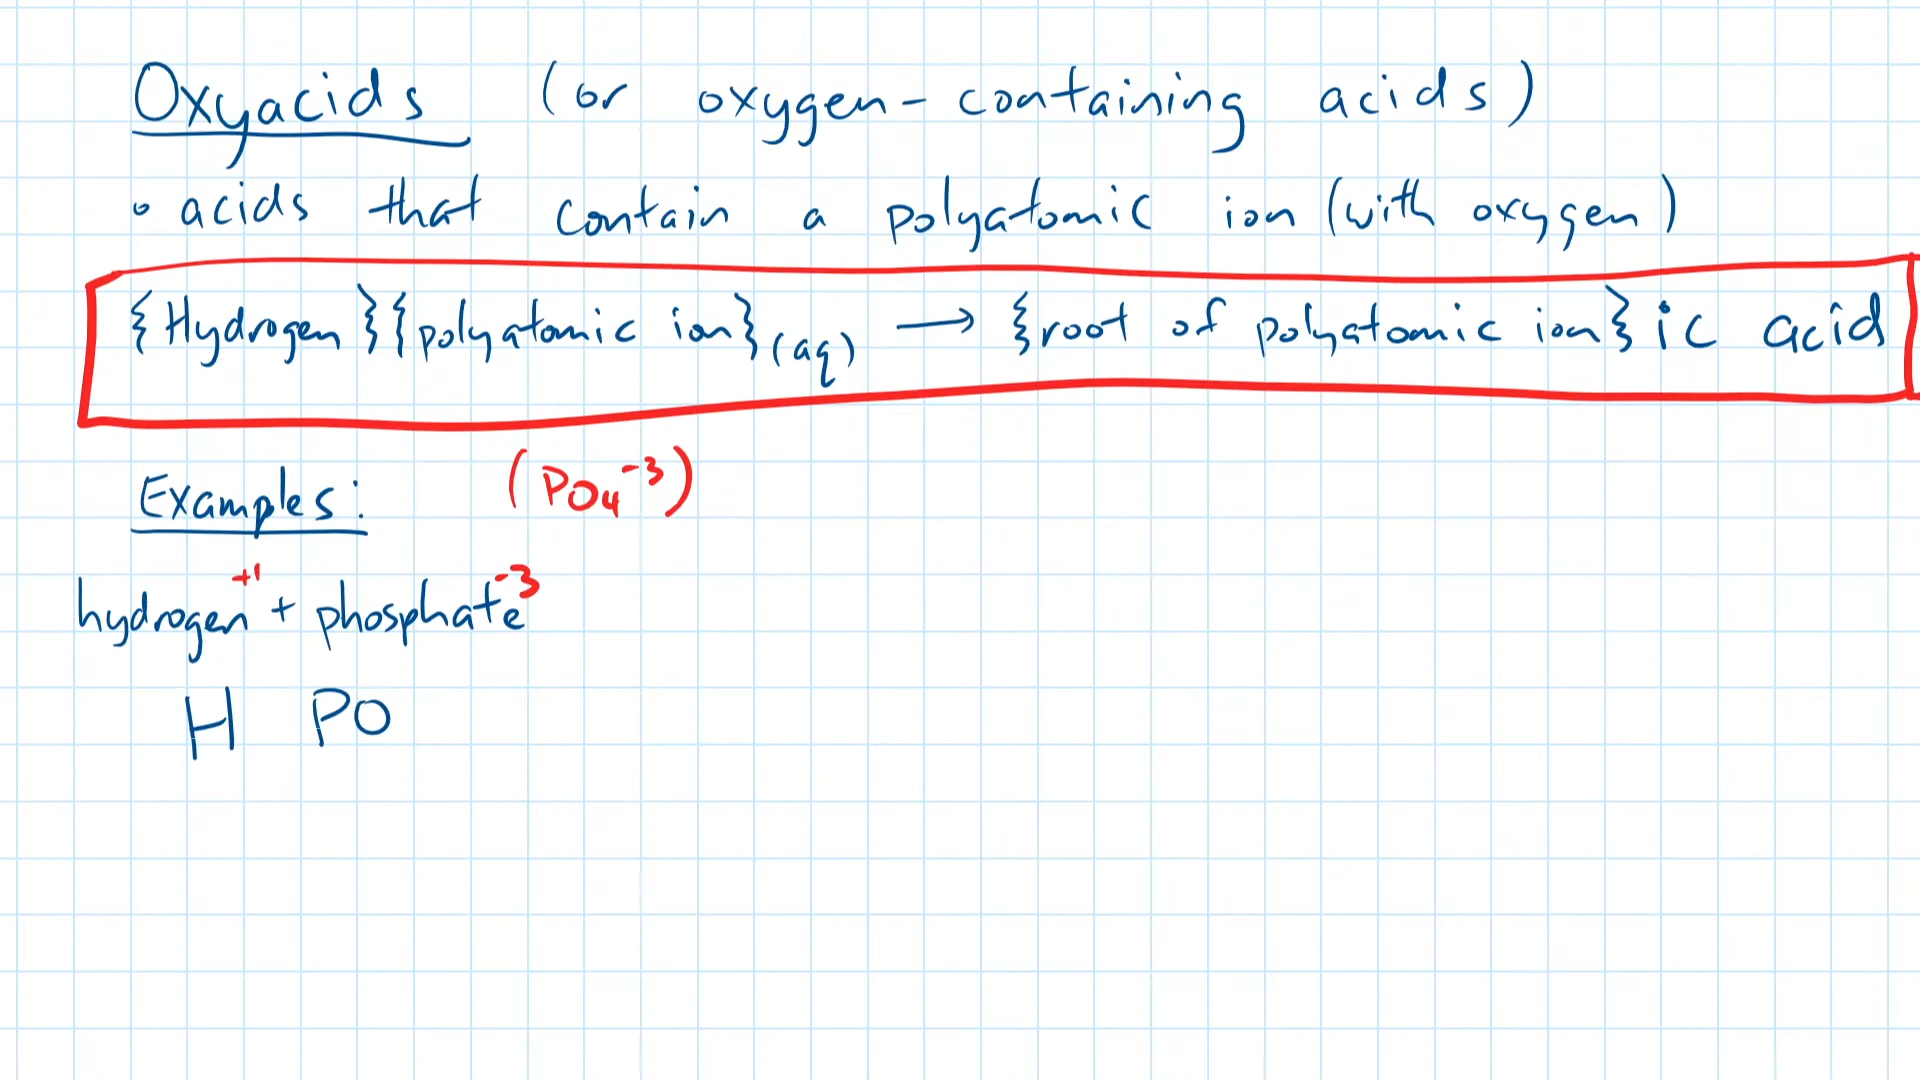 Oxyacids (or oxygen-containing acids)
• acids that contain a polyatomic ion (with oxygen)
{Hydrogen}{polyatomic ion}(aq) → {root of polyatomic ion}ic acid
Examples: (PO₄⁻³)
hydrogen⁺¹ + phosphate⁻³
H PO